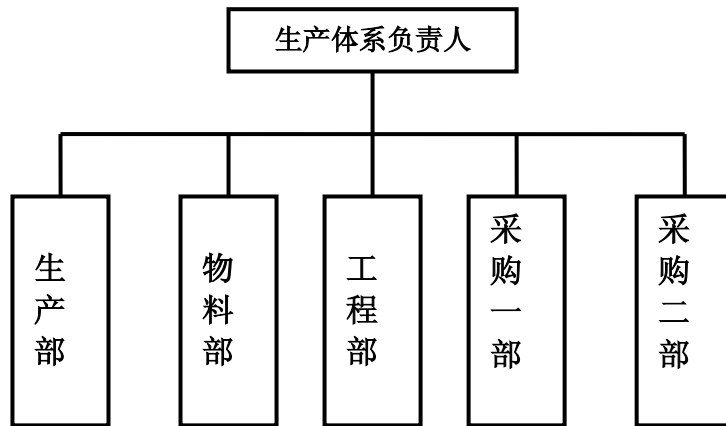 生产体系负责人
生产部
物料部
工程部
采购一部
采购二部